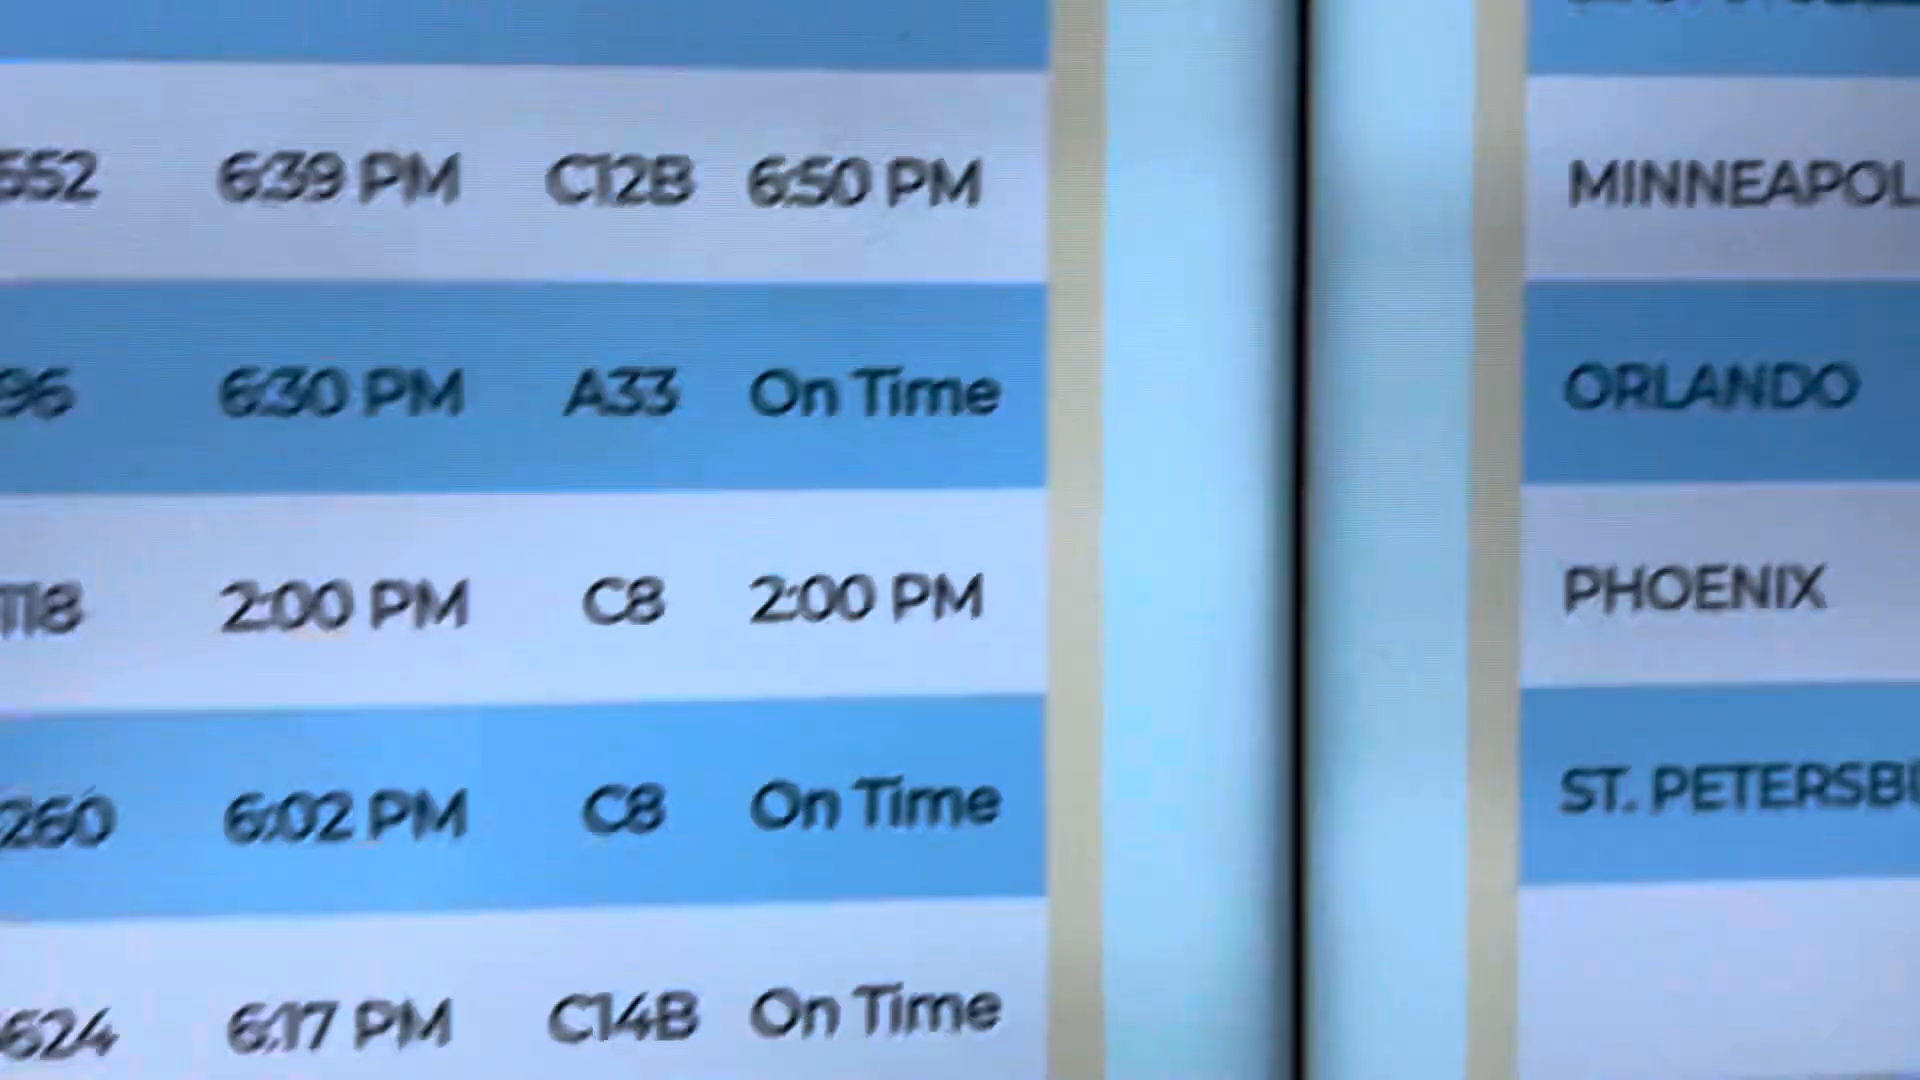 552 6:39 PM C12B 6:50 PM
96 6:30 PM A33 On Time
118 2:00 PM C8 2:00 PM
260 6:02 PM C8 On Time
624 6:17 PM C14B On Time
MINNEAPOL
ORLANDO
PHOENIX
ST. PETERSBU